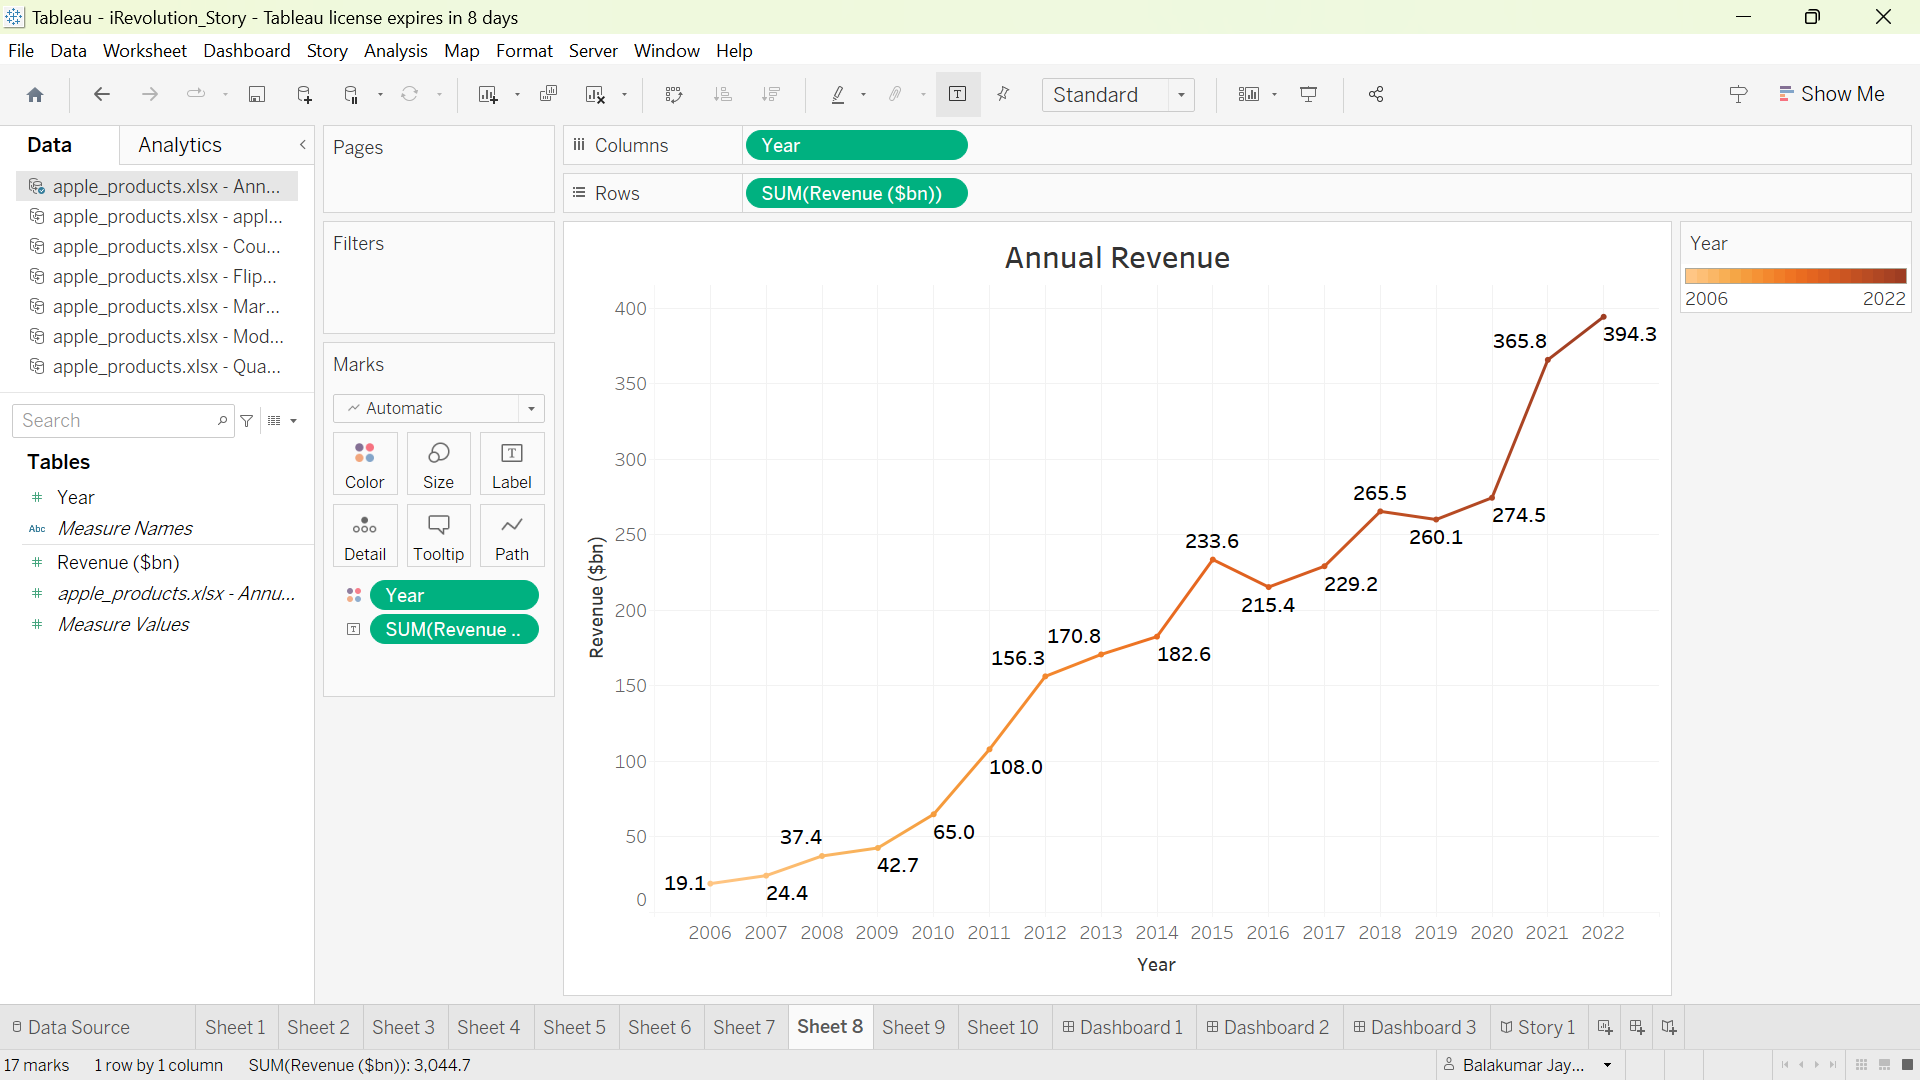 Tableau - iRevolution_Story - Tableau license expires in 8 days
File Data Worksheet Dashboard Story Analysis Map Format Server Window Help
Standard
Show Me
Data
Analytics
apple_products.xlsx - Ann...
apple_products.xlsx - appl...
apple_products.xlsx - Cou...
apple_products.xlsx - Flip...
apple_products.xlsx - Mar...
apple_products.xlsx - Mod...
apple_products.xlsx - Qua...
Search
Tables
Year
Abc Measure Names
Revenue ($bn)
apple_products.xlsx - Annu...
Measure Values
Pages
Filters
Marks
Automatic
Color Size Label
Detail Tooltip Path
Year
SUM(Revenue ..
Columns Year
Rows SUM(Revenue ($bn))
Annual Revenue
Revenue ($bn)
400
350
300
250
200
150
100
50
0
19.1
24.4
37.4
42.7
65.0
108.0
156.3
170.8
182.6
233.6
215.4
229.2
265.5
260.1
274.5
365.8
394.3
2006 2007 2008 2009 2010 2011 2012 2013 2014 2015 2016 2017 2018 2019 2020 2021 2022
Year
Year
2006 2022
Data Source Sheet 1 Sheet 2 Sheet 3 Sheet 4 Sheet 5 Sheet 6 Sheet 7 Sheet 8 Sheet 9 Sheet 10 Dashboard 1 Dashboard 2 Dashboard 3 Story 1
17 marks 1 row by 1 column SUM(Revenue ($bn)): 3,044.7
Balakumar Jay...